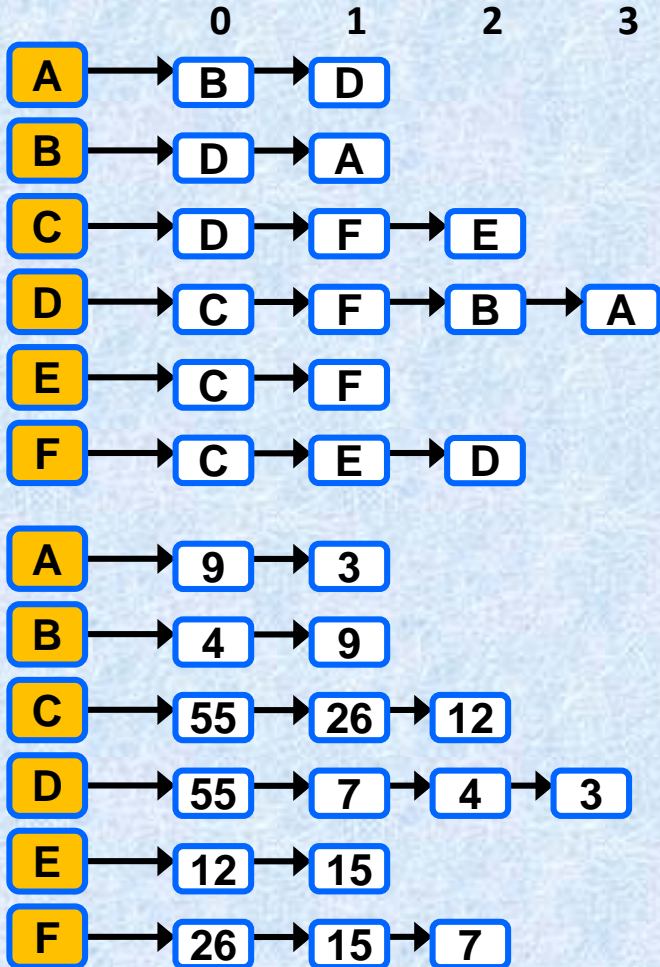 0 1 2 3
A B D
B D A
C D F E
D C F B A
E C F
F C E D
A 9 3
B 4 9
C 55 26 12
D 55 7 4 3
E 12 15
F 26 15 7